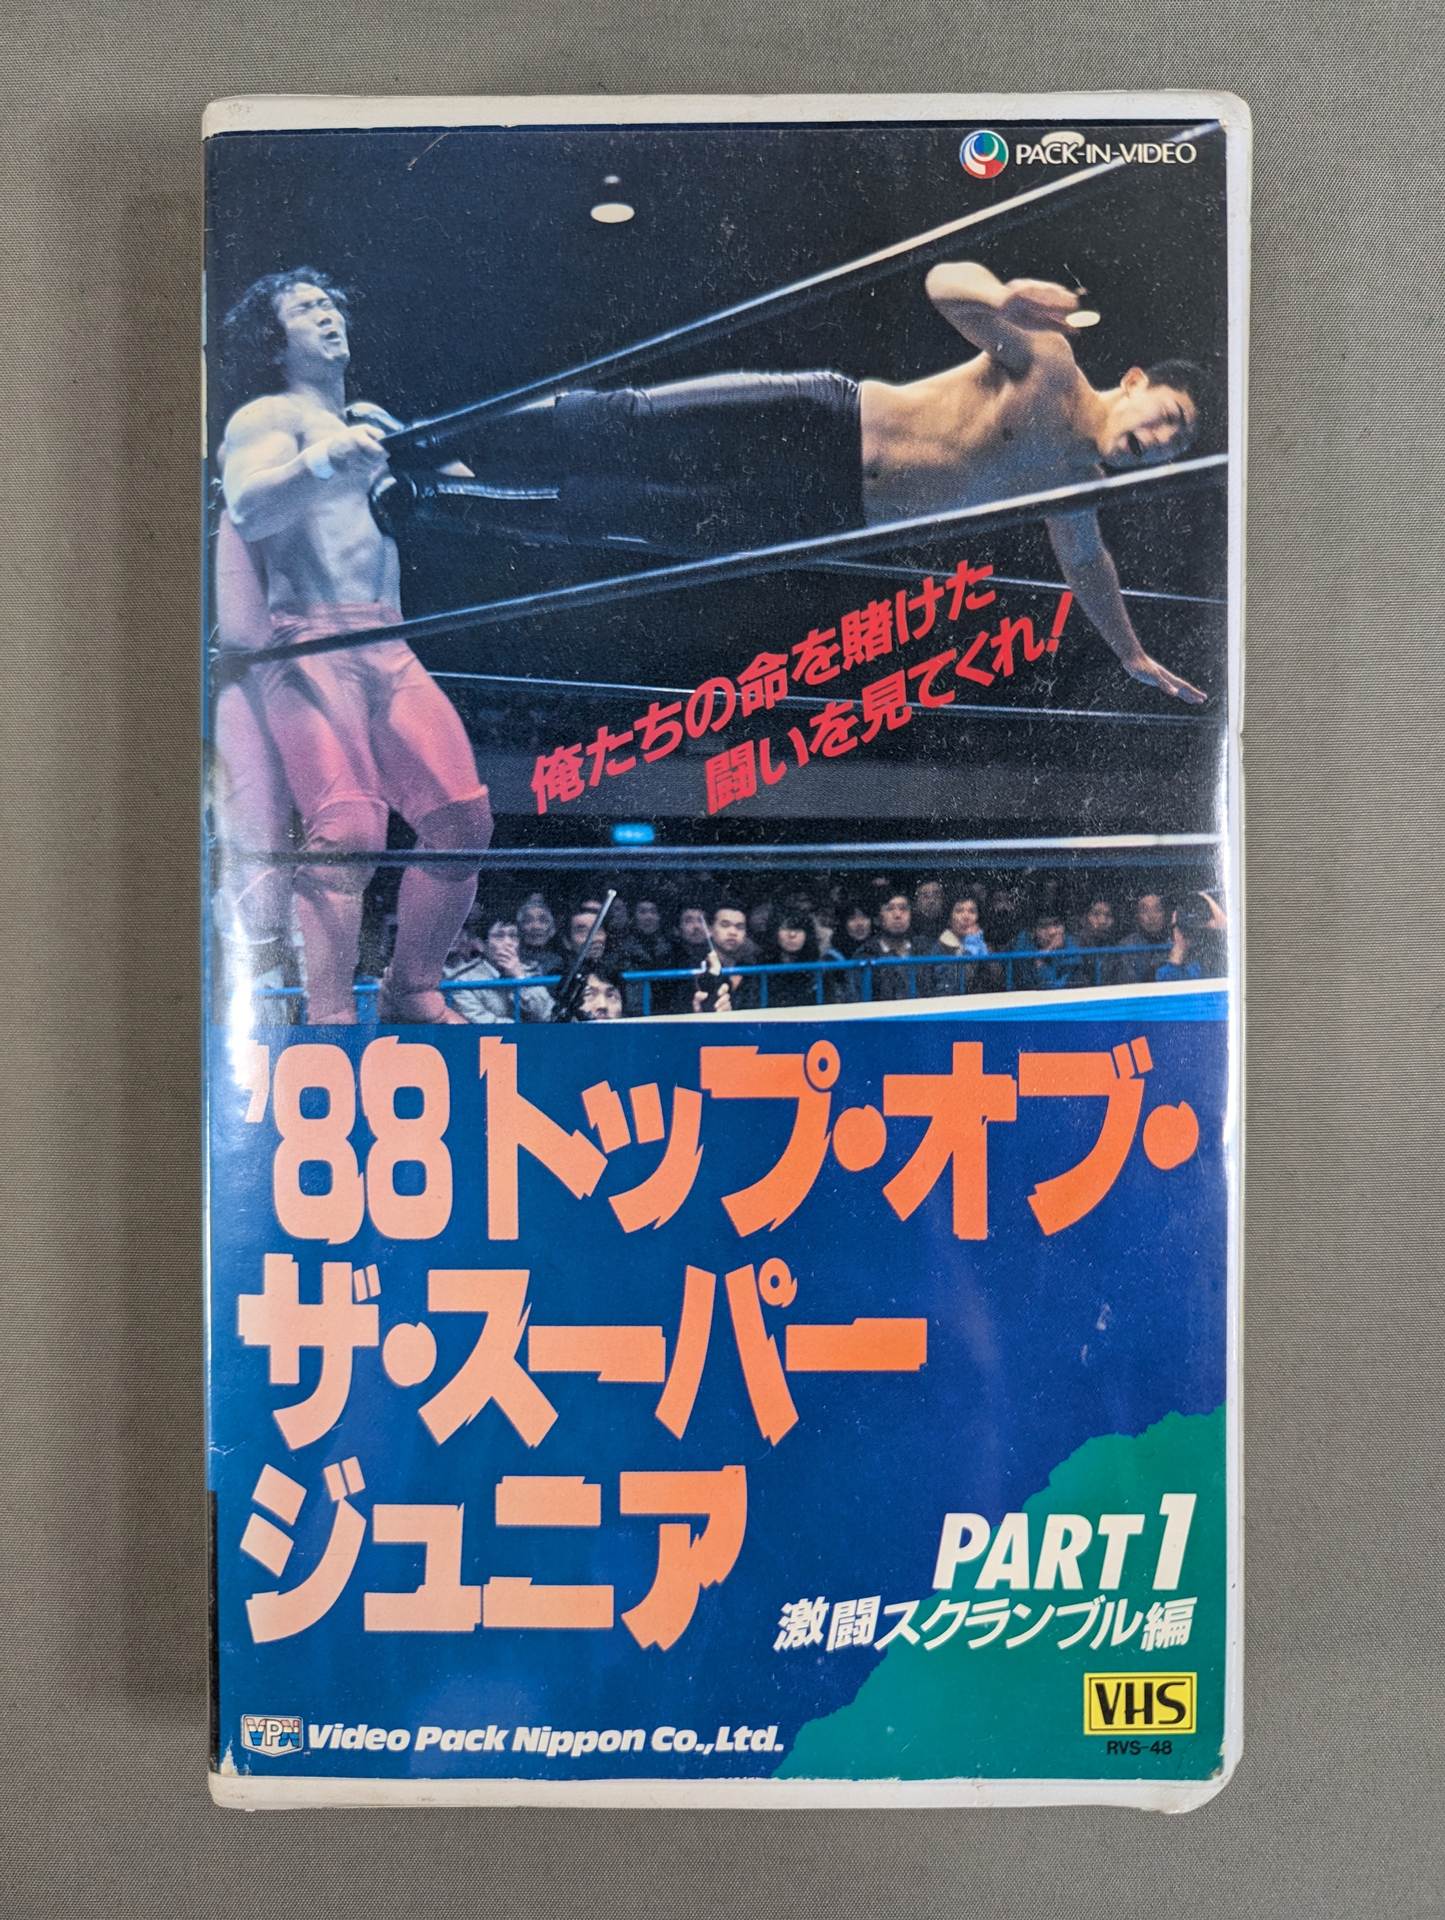 PACK-IN-VIDEO
俺たちの命を賭けた
闘いを見てくれ!
'88トップ・オブ・
ザ・スーパー
ジュニア
PART1
激闘スクランブル編
VHS
RVS-48
VPN Video Pack Nippon Co.,Ltd.